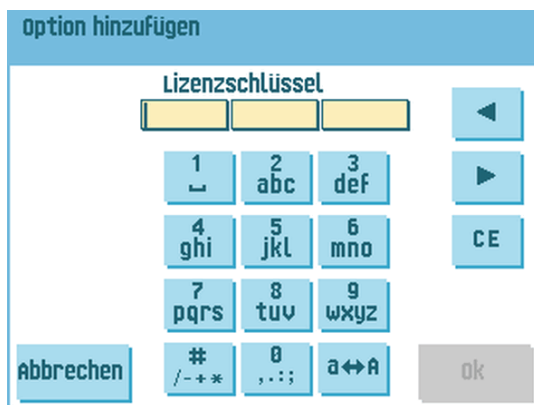 Option hinzufügen
Lizenzschlüssel
◄
1
␣
2
abc
3
def
►
4
ghi
5
jkl
6
mno
CE
7
pqrs
8
tuv
9
wxyz
Abbrechen
#
/-+*
0
,.:;
a↔A
ok